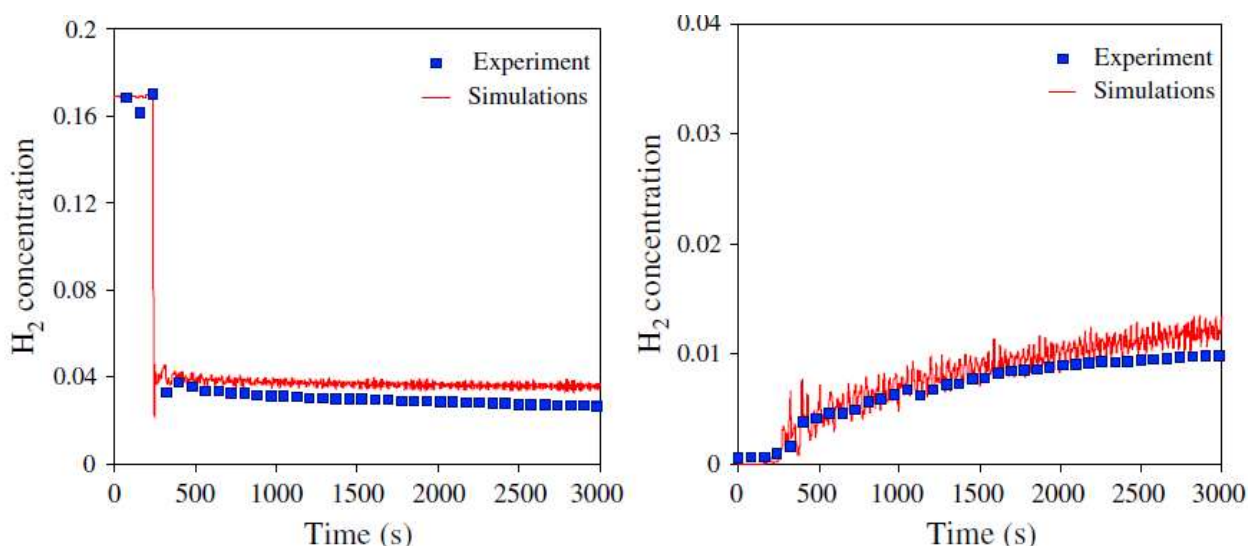 0.2
0.16
0.12
0.08
0.04
0
H2 concentration
Experiment
Simulations
0 500 1000 1500 2000 2500 3000
Time (s)
0.04
0.03
0.02
0.01
0
H2 concentration
Experiment
Simulations
0 500 1000 1500 2000 2500 3000
Time (s)